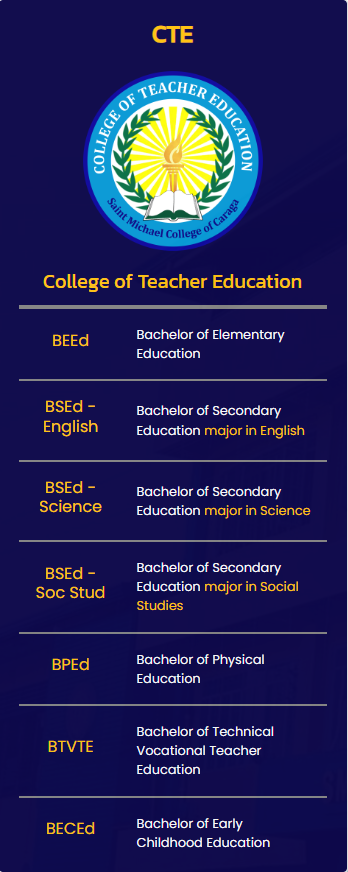 CTE
COLLEGE OF TEACHER EDUCATION
Saint Michael College of Caraga
College of Teacher Education
BEEd
Bachelor of Elementary
Education
BSEd -
English
Bachelor of Secondary
Education major in English
BSEd -
Science
Bachelor of Secondary
Education major in Science
BSEd -
Soc Stud
Bachelor of Secondary
Education major in Social
Studies
BPEd
Bachelor of Physical
Education
BTVTE
Bachelor of Technical
Vocational Teacher
Education
BECEd
Bachelor of Early
Childhood Education